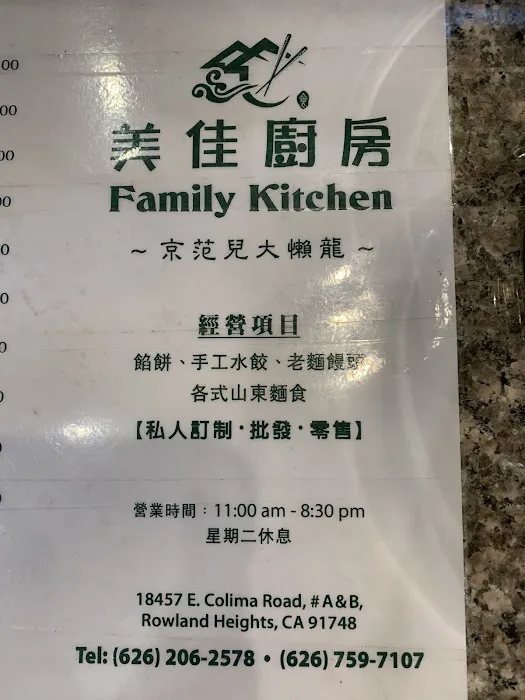 美佳廚房
Family Kitchen
~ 京范兒大懶龍 ~
經營項目
餡餅、手工水餃、老麵饅頭
各式山東麵食
【私人訂制·批發·零售】
營業時間：11:00 am - 8:30 pm
星期二休息
18457 E. Colima Road, #A&B,
Rowland Heights, CA 91748
Tel: (626) 206-2578 • (626) 759-7107